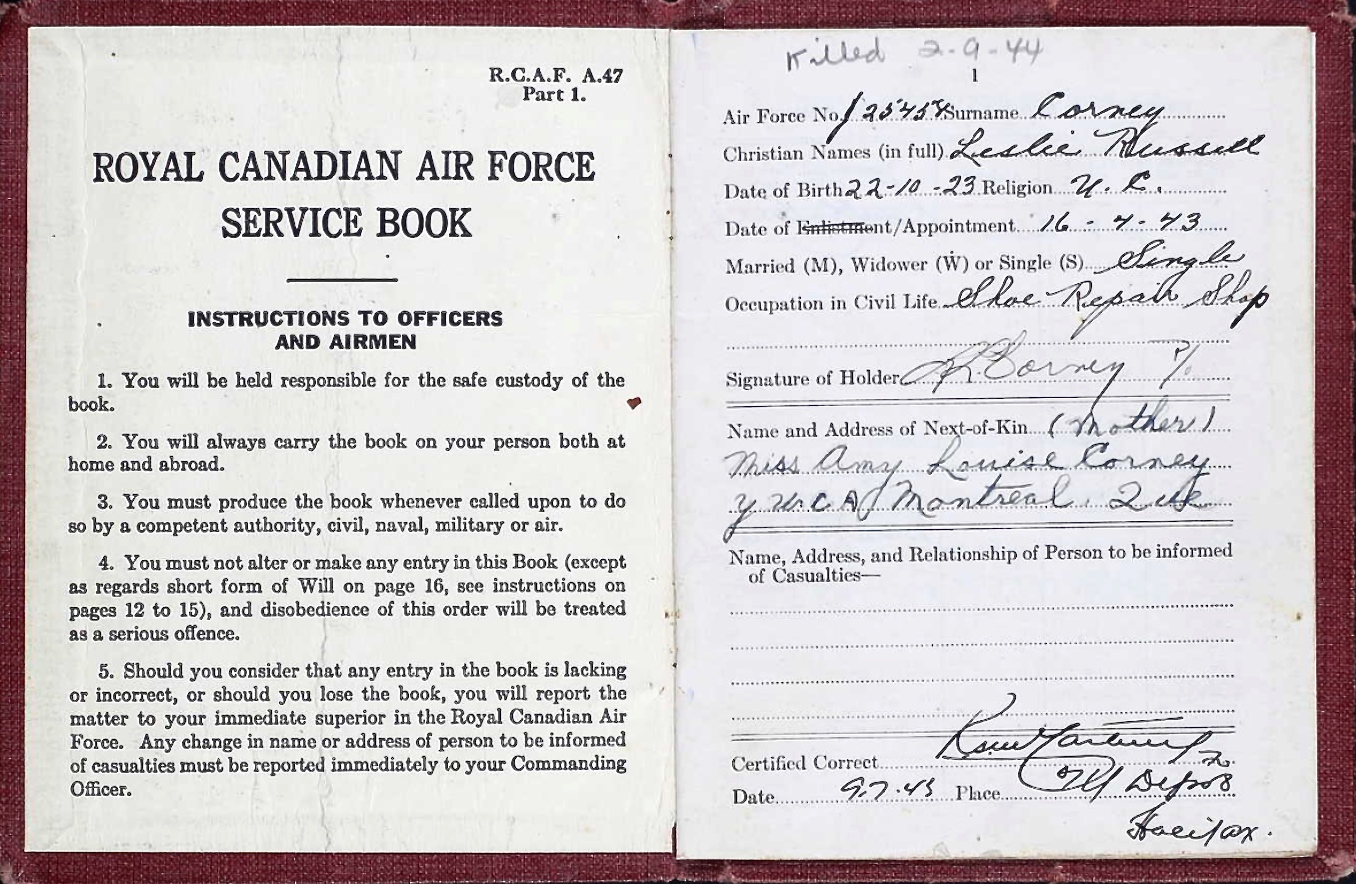 R.C.A.F. A.47
Part 1.
ROYAL CANADIAN AIR FORCE
SERVICE BOOK
INSTRUCTIONS TO OFFICERS
AND AIRMEN
1. You will be held responsible for the safe custody of the
book.
2. You will always carry the book on your person both at
home and abroad.
3. You must produce the book whenever called upon to do
so by a competent authority, civil, naval, military or air.
4. You must not alter or make any entry in this Book (except
as regards short form of Will on page 16, see instructions on
pages 12 to 15), and disobedience of this order will be treated
as a serious offence.
5. Should you consider that any entry in the book is lacking
or incorrect, or should you lose the book, you will report the
matter to your immediate superior in the Royal Canadian Air
Force. Any change in name or address of person to be informed
of casualties must be reported immediately to your Commanding
Officer.
Killed 2-9-44
1
Air Force No. Surname Corney
Christian Names (in full) Leslie Russell
Date of Birth 22-10-23 Religion U.C.
Date of Enlistment/Appointment 16-4-43
Married (M), Widower (W) or Single (S) Single
Occupation in Civil Life Shoe Repair Shop
Signature of Holder LR Corney
Name and Address of Next-of-Kin (Mother)
Miss Amy Louise Corney
Y.W.C.A Montreal. Que
Name, Address, and Relationship of Person to be informed
of Casualties—
Certified Correct
Date 9.7.43 Place Depot
Halifax.